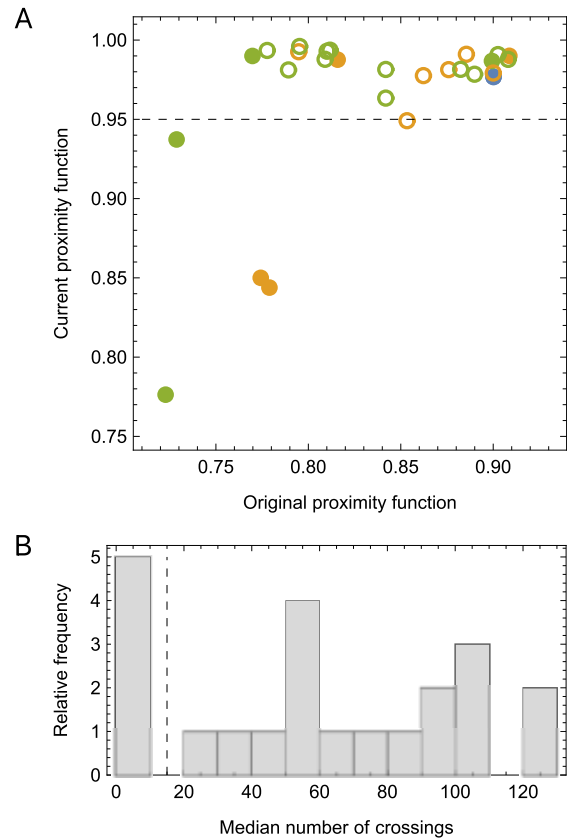 A
Current proximity function
1.00
0.95
0.90
0.85
0.80
0.75
0.75 0.80 0.85 0.90
Original proximity function
B
Relative frequency
5
4
3
2
1
0
0 20 40 60 80 100 120
Median number of crossings